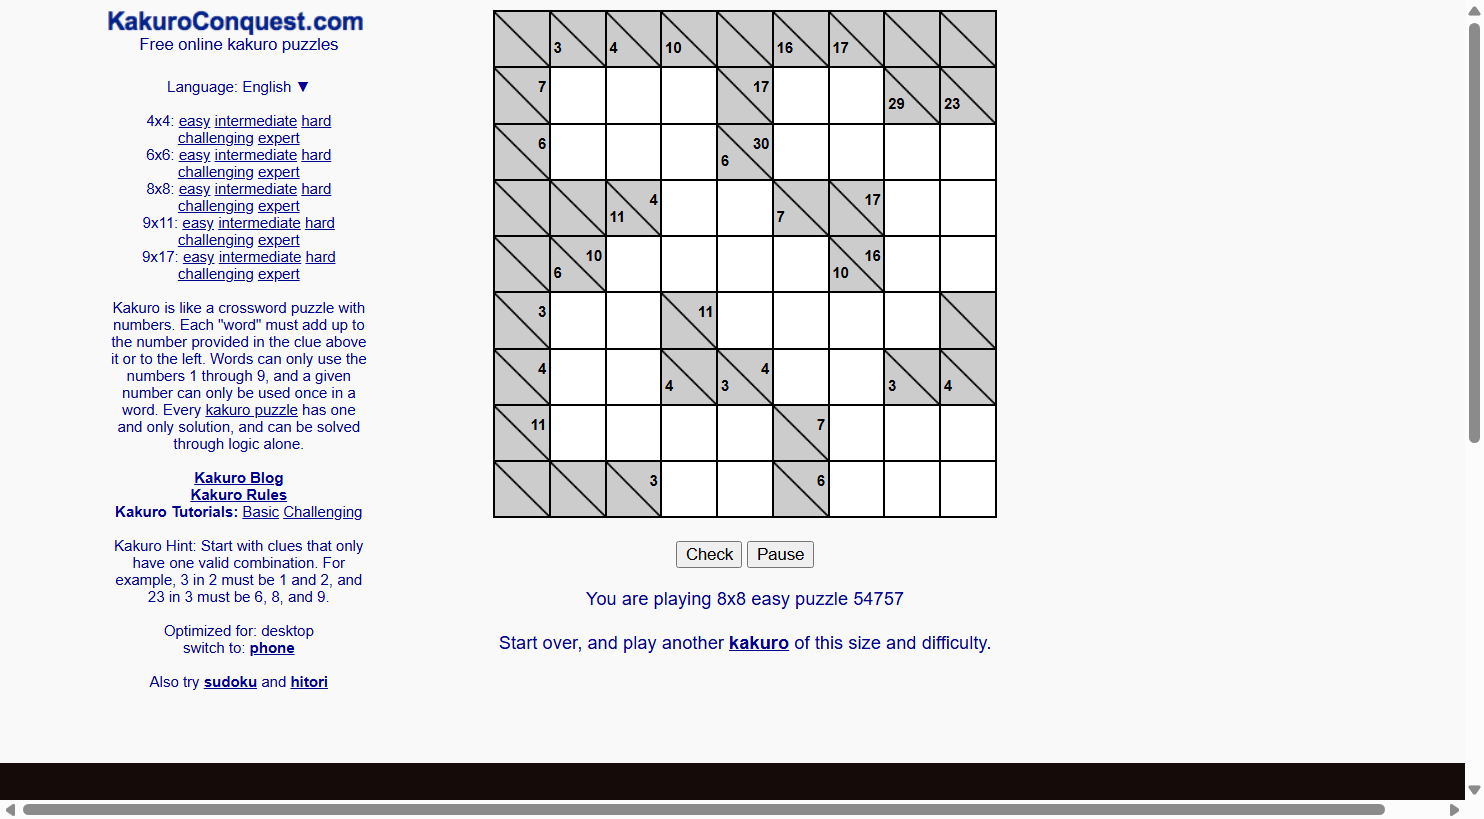 KakuroConquest.com
Free online kakuro puzzles
Language: English ▼
4x4: easy intermediate hard
challenging expert
6x6: easy intermediate hard
challenging expert
8x8: easy intermediate hard
challenging expert
9x11: easy intermediate hard
challenging expert
9x17: easy intermediate hard
challenging expert
Kakuro is like a crossword puzzle with
numbers. Each "word" must add up to
the number provided in the clue above
it or to the left. Words can only use the
numbers 1 through 9, and a given
number can only be used once in a
word. Every kakuro puzzle has one
and only solution, and can be solved
through logic alone.
Kakuro Blog
Kakuro Rules
Kakuro Tutorials: Basic Challenging
Kakuro Hint: Start with clues that only
have one valid combination. For
example, 3 in 2 must be 1 and 2, and
23 in 3 must be 6, 8, and 9.
Optimized for: desktop
switch to: phone
Also try sudoku and hitori
3 4 10 16 17
7 17 29 23
6 30 6
4 11 7 17
10 6 16 10
3 11
4 4 4 3 3 4
11 7
3 6
Check Pause
You are playing 8x8 easy puzzle 54757
Start over, and play another kakuro of this size and difficulty.